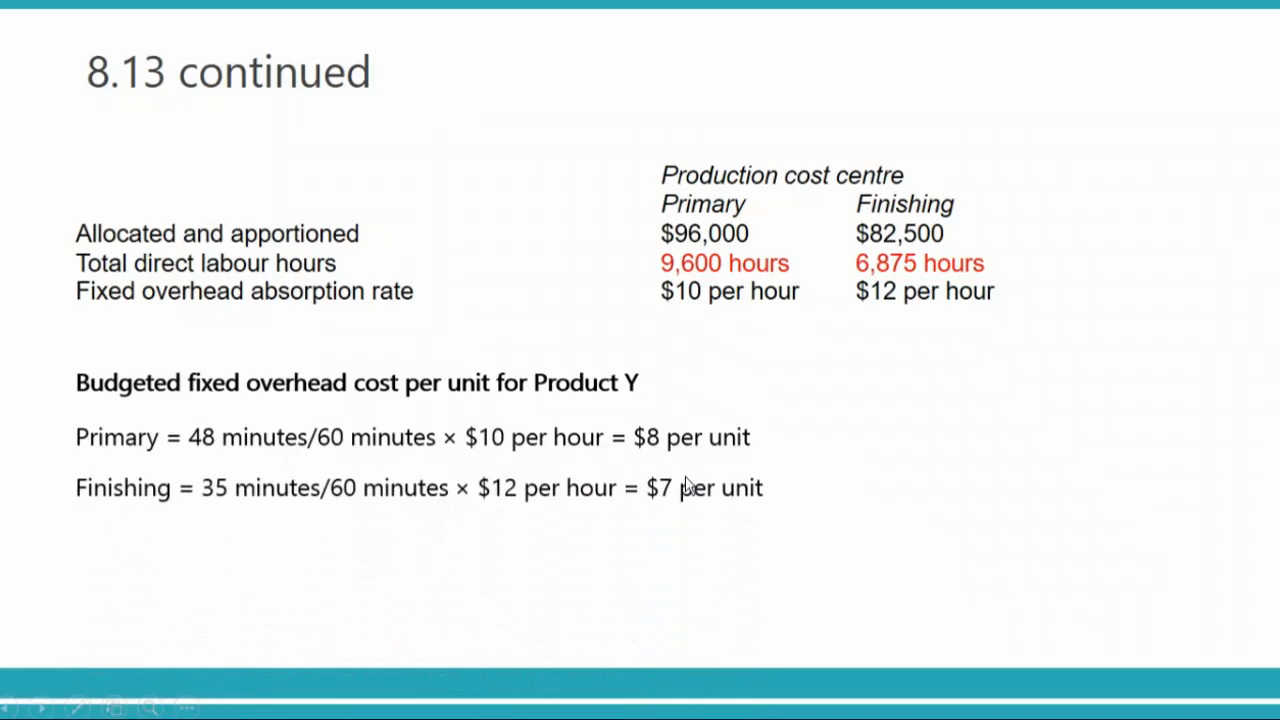 8.13 continued
Production cost centre
Primary Finishing
Allocated and apportioned $96,000 $82,500
Total direct labour hours 9,600 hours 6,875 hours
Fixed overhead absorption rate $10 per hour $12 per hour
Budgeted fixed overhead cost per unit for Product Y
Primary = 48 minutes/60 minutes × $10 per hour = $8 per unit
Finishing = 35 minutes/60 minutes × $12 per hour = $7 per unit